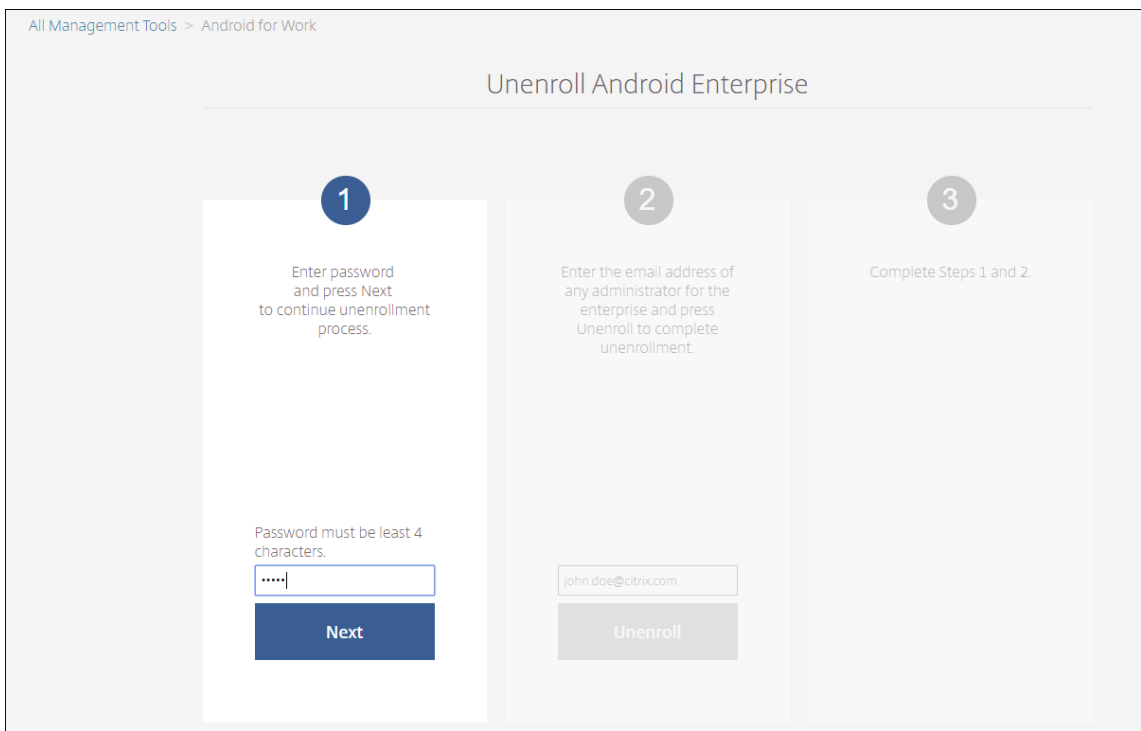 All Management Tools > Android for Work
Unenroll Android Enterprise
1
Enter password
and press Next
to continue unenrollment
process.
Password must be least 4
characters.
•••••
Next
2
Enter the email address of
any administrator for the
enterprise and press
Unenroll to complete
unenrollment.
john.doe@citrix.com
Unenroll
3
Complete Steps 1 and 2.